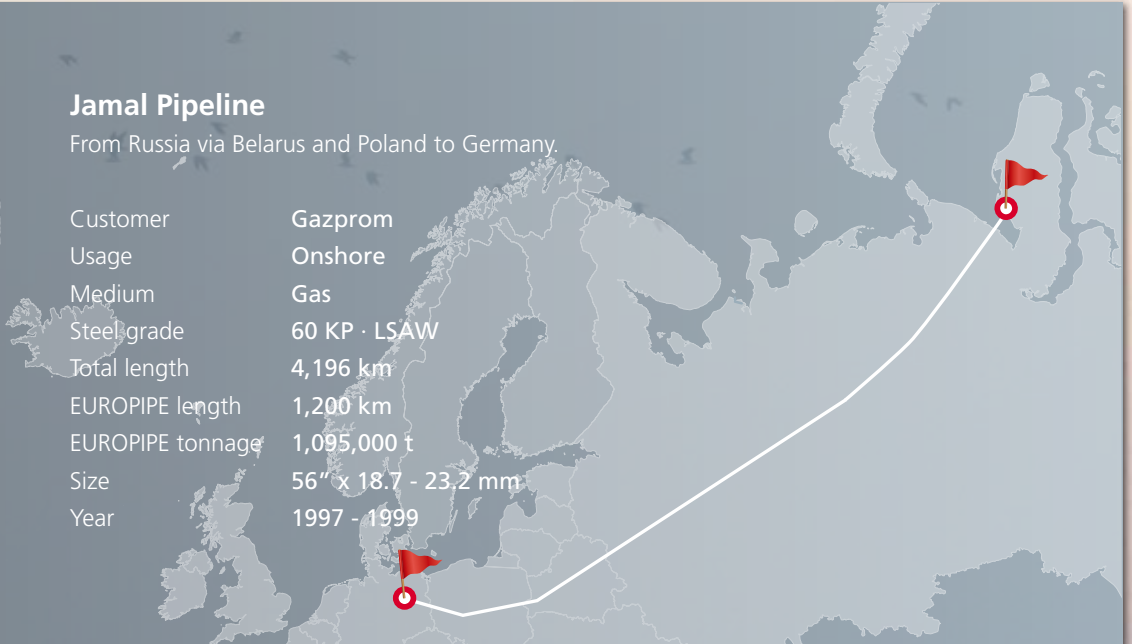 Jamal Pipeline
From Russia via Belarus and Poland to Germany.
Customer Gazprom
Usage Onshore
Medium Gas
Steel grade 60 KP · LSAW
Total length 4,196 km
EUROPIPE length 1,200 km
EUROPIPE tonnage 1,095,000 t
Size 56” x 18.7 - 23.2 mm
Year 1997 - 1999